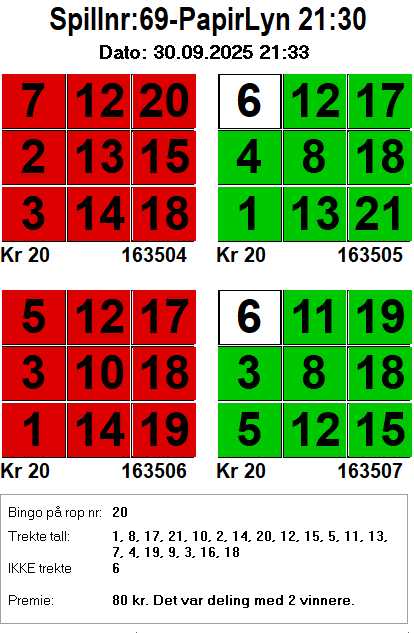 Spillnr:69-PapirLyn 21:30
Dato: 30.09.2025 21:33
7 12 20 6 12 17
2 13 15 4 8 18
3 14 18 1 13 21
Kr 20 163504 Kr 20 163505
5 12 17 6 11 19
3 10 18 3 8 18
1 14 19 5 12 15
Kr 20 163506 Kr 20 163507
Bingo på rop nr: 20
Trekte tall: 1, 8, 17, 21, 10, 2, 14, 20, 12, 15, 5, 11, 13,
7, 4, 19, 9, 3, 16, 18
IKKE trekte 6
Premie: 80 kr. Det var deling med 2 vinnere.